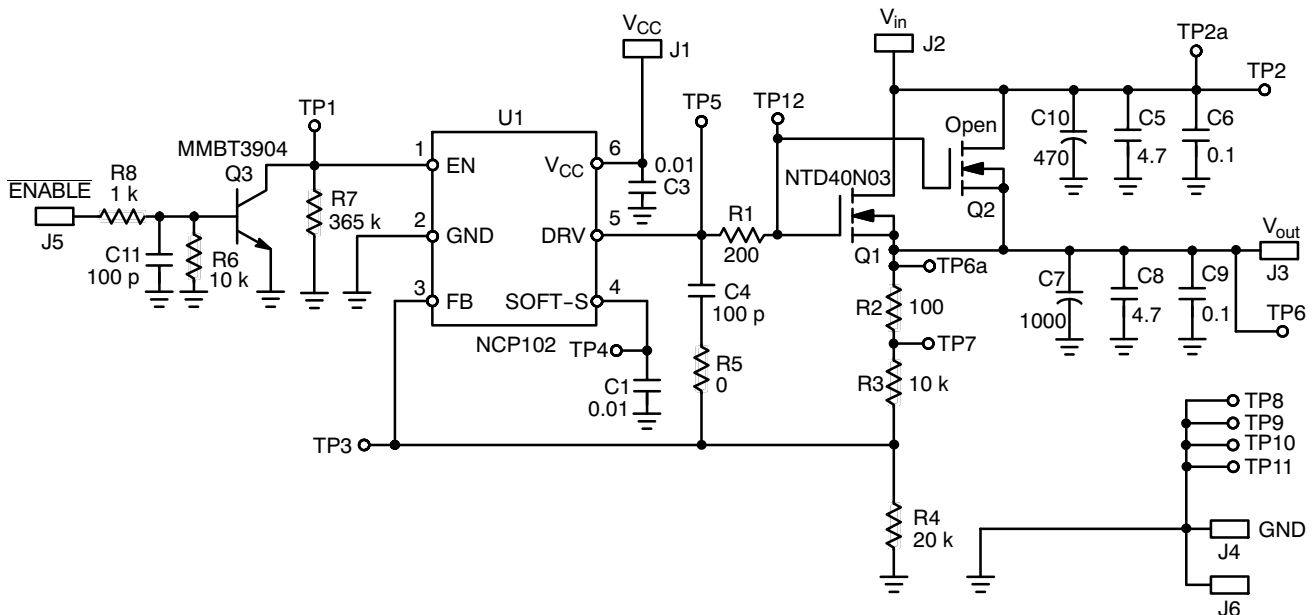 V_CC
J1
V_in
J2
TP2a
TP2
TP1
TP5
TP12
U1
MMBT3904
Q3
1
EN
6
V_CC
0.01
C3
Open
Q2
C10
470
C5
4.7
C6
0.1
ENABLE
J5
R8
1 k
R7
365 k
NTD40N03
C11
100 p
R6
10 k
2
GND
5
DRV
R1
200
Q1
V_out
J3
TP6a
C7
1000
C8
4.7
C9
0.1
TP6
3
FB
4
SOFT-S
NCP102
C4
100 p
R2
100
TP7
TP4
C1
0.01
R5
0
R3
10 k
TP3
TP8
TP9
TP10
TP11
R4
20 k
GND
J4
J6